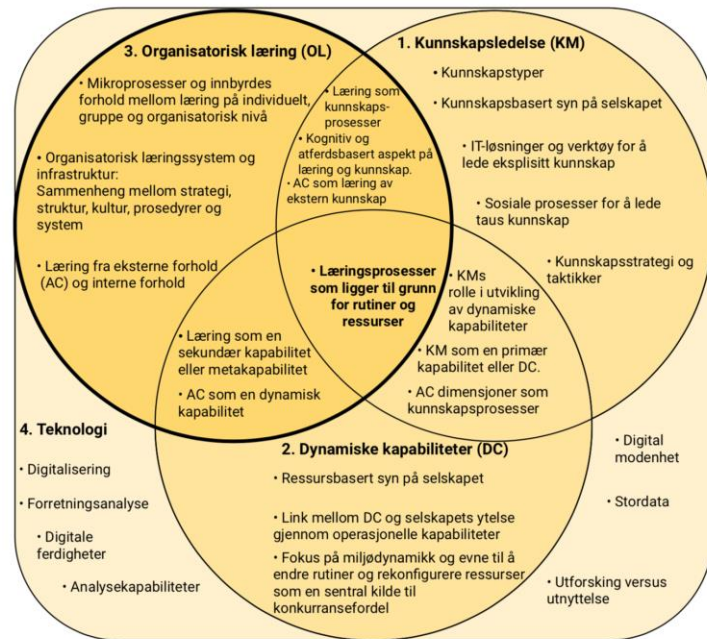 3. Organisatorisk læring (OL)
• Mikroprosesser og innbyrdes
forhold mellom læring på individuelt,
gruppe og organisatorisk nivå
• Organisatorisk læringssystem og
infrastruktur:
Sammenheng mellom strategi,
struktur, kultur, prosedyrer og
system
• Læring fra eksterne forhold
(AC) og interne forhold
• Læring som
kunnskaps-
prosesser
• Kognitiv og
atferdsbasert aspekt på
læring og kunnskap.
• AC som læring av
ekstern kunnskap
1. Kunnskapsledelse (KM)
• Kunnskapstyper
• Kunnskapsbasert syn på selskapet
• IT-løsninger og verktøy for å
lede eksplisitt kunnskap
• Sosiale prosesser for å lede
taus kunnskap
• Kunnskapsstrategi og
taktikker
• Læringsprosesser
som ligger til grunn
for rutiner og
ressurser
• KMs
rolle i utvikling
av dynamiske
kapabiliteter
• KM som en primær
kapabilitet eller DC.
• AC dimensjoner som
kunnskapsprosesser
• Læring som en
sekundær kapabilitet
eller metakapabilitet
• AC som en dynamisk
kapabilitet
4. Teknologi
• Digitalisering
• Forretningsanalyse
• Digitale
ferdigheter
• Analysekapabiliteter
2. Dynamiske kapabiliteter (DC)
• Ressursbasert syn på selskapet
• Link mellom DC og selskapets ytelse
gjennom operasjonelle kapabiliteter
• Fokus på miljødynamikk og evne til å
endre rutiner og rekonfigurere ressurser
som en sentral kilde til
konkurransefordel
• Digital
modenhet
• Stordata
• Utforsking versus
utnyttelse